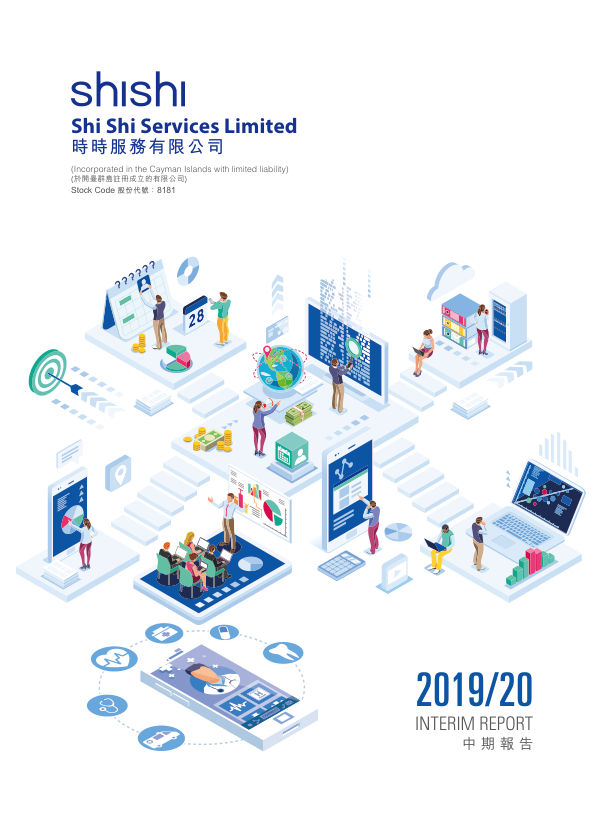 shishi
Shi Shi Services Limited
時時服務有限公司
(Incorporated in the Cayman Islands with limited liability)
(於開曼群島註冊成立的有限公司)
Stock Code 股份代號：8181
28
2019/20
INTERIM REPORT
中期報告